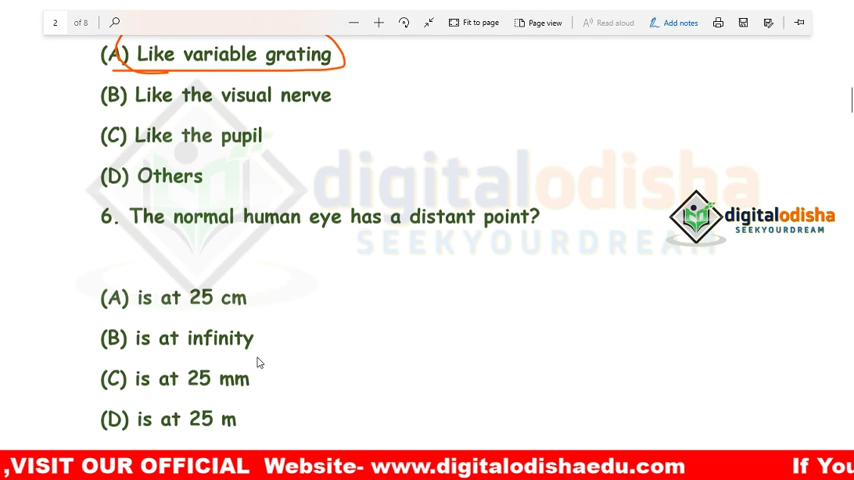 2 of 8 Fit to page Page view Read aloud Add notes
(A) Like variable grating
(B) Like the visual nerve
(C) Like the pupil
(D) Others
digitalodisha
SEEKYOURDREAM
6. The normal human eye has a distant point?
digitalodisha
SEEKYOURDREAM
(A) is at 25 cm
(B) is at infinity
(C) is at 25 mm
(D) is at 25 m
,VISIT OUR OFFICIAL Website- www.digitalodishaedu.com If You